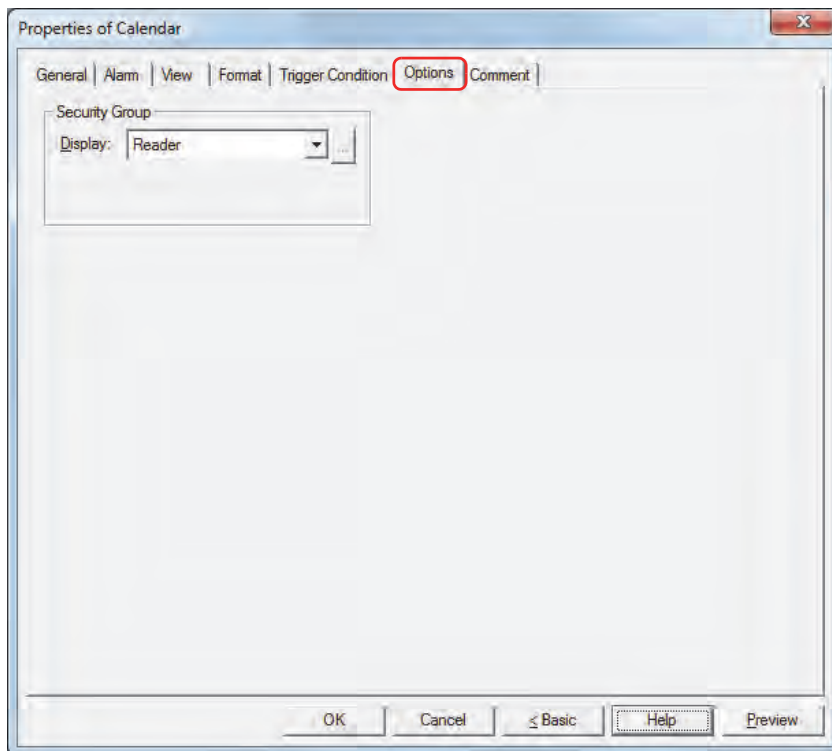 Properties of Calendar
General Alarm View Format Trigger Condition Options Comment
Security Group
Display: Reader ...
OK Cancel < Basic Help Preview